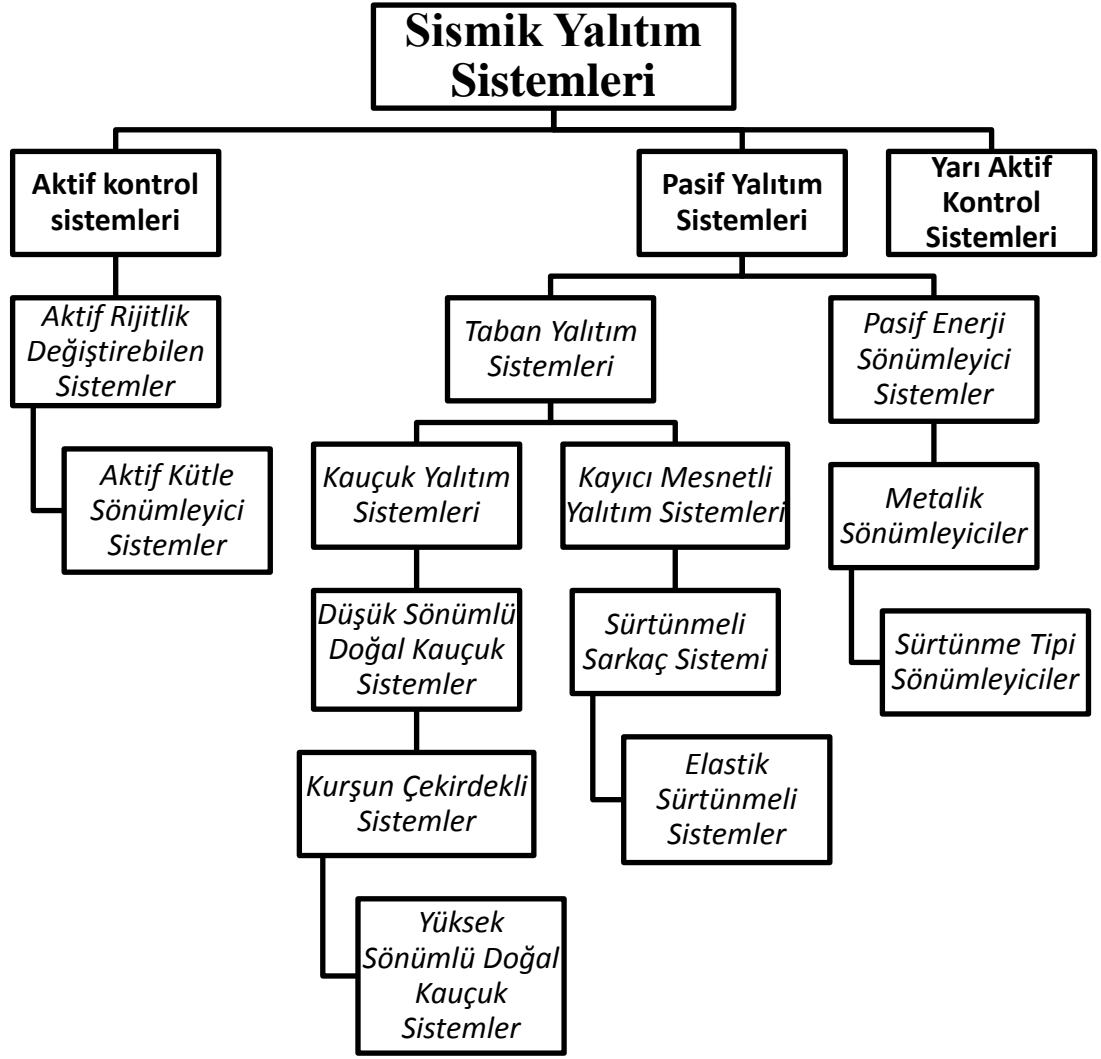 Sismik Yalıtım
Sistemleri
Aktif kontrol
sistemleri
Pasif Yalıtım
Sistemleri
Yarı Aktif
Kontrol
Sistemleri
Aktif Rijitlik
Değiştirebilen
Sistemler
Taban Yalıtım
Sistemleri
Pasif Enerji
Sönümleyici
Sistemler
Aktif Kütle
Sönümleyici
Sistemler
Kauçuk Yalıtım
Sistemleri
Kayıcı Mesnetli
Yalıtım Sistemleri
Metalik
Sönümleyiciler
Düşük Sönümlü
Doğal Kauçuk
Sistemler
Sürtünmeli
Sarkaç Sistemi
Sürtünme Tipi
Sönümleyiciler
Kurşun Çekirdekli
Sistemler
Elastik
Sürtünmeli
Sistemler
Yüksek
Sönümlü Doğal
Kauçuk
Sistemler